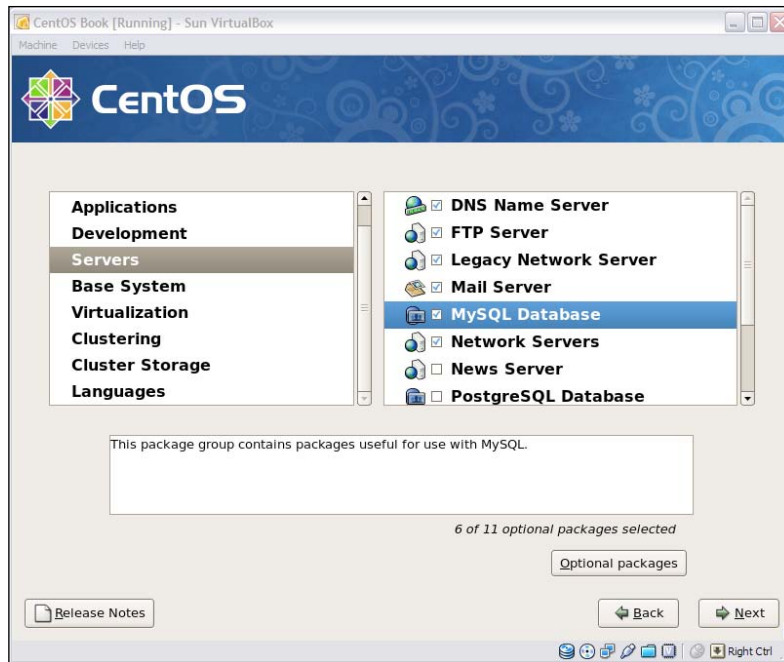 CentOS Book [Running] - Sun VirtualBox
Machine Devices Help
CentOS
Applications
Development
Servers
Base System
Virtualization
Clustering
Cluster Storage
Languages
DNS Name Server
FTP Server
Legacy Network Server
Mail Server
MySQL Database
Network Servers
News Server
PostgreSQL Database
This package group contains packages useful for use with MySQL.
6 of 11 optional packages selected
Optional packages
Release Notes
Back
Next
Right Ctrl